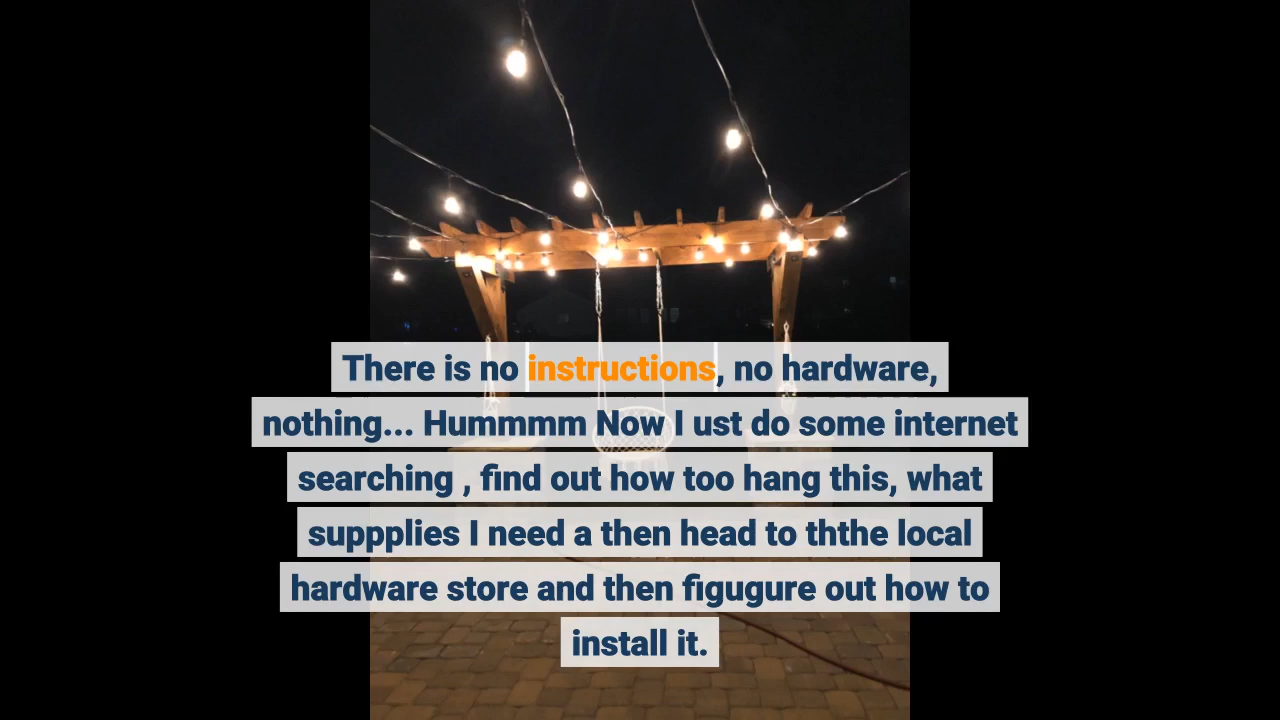 There is no instructions, no hardware,
nothing... Hummmm Now I ust do some internet
searching , find out how too hang this, what
suppplies I need a then head to ththe local
hardware store and then figugure out how to
install it.